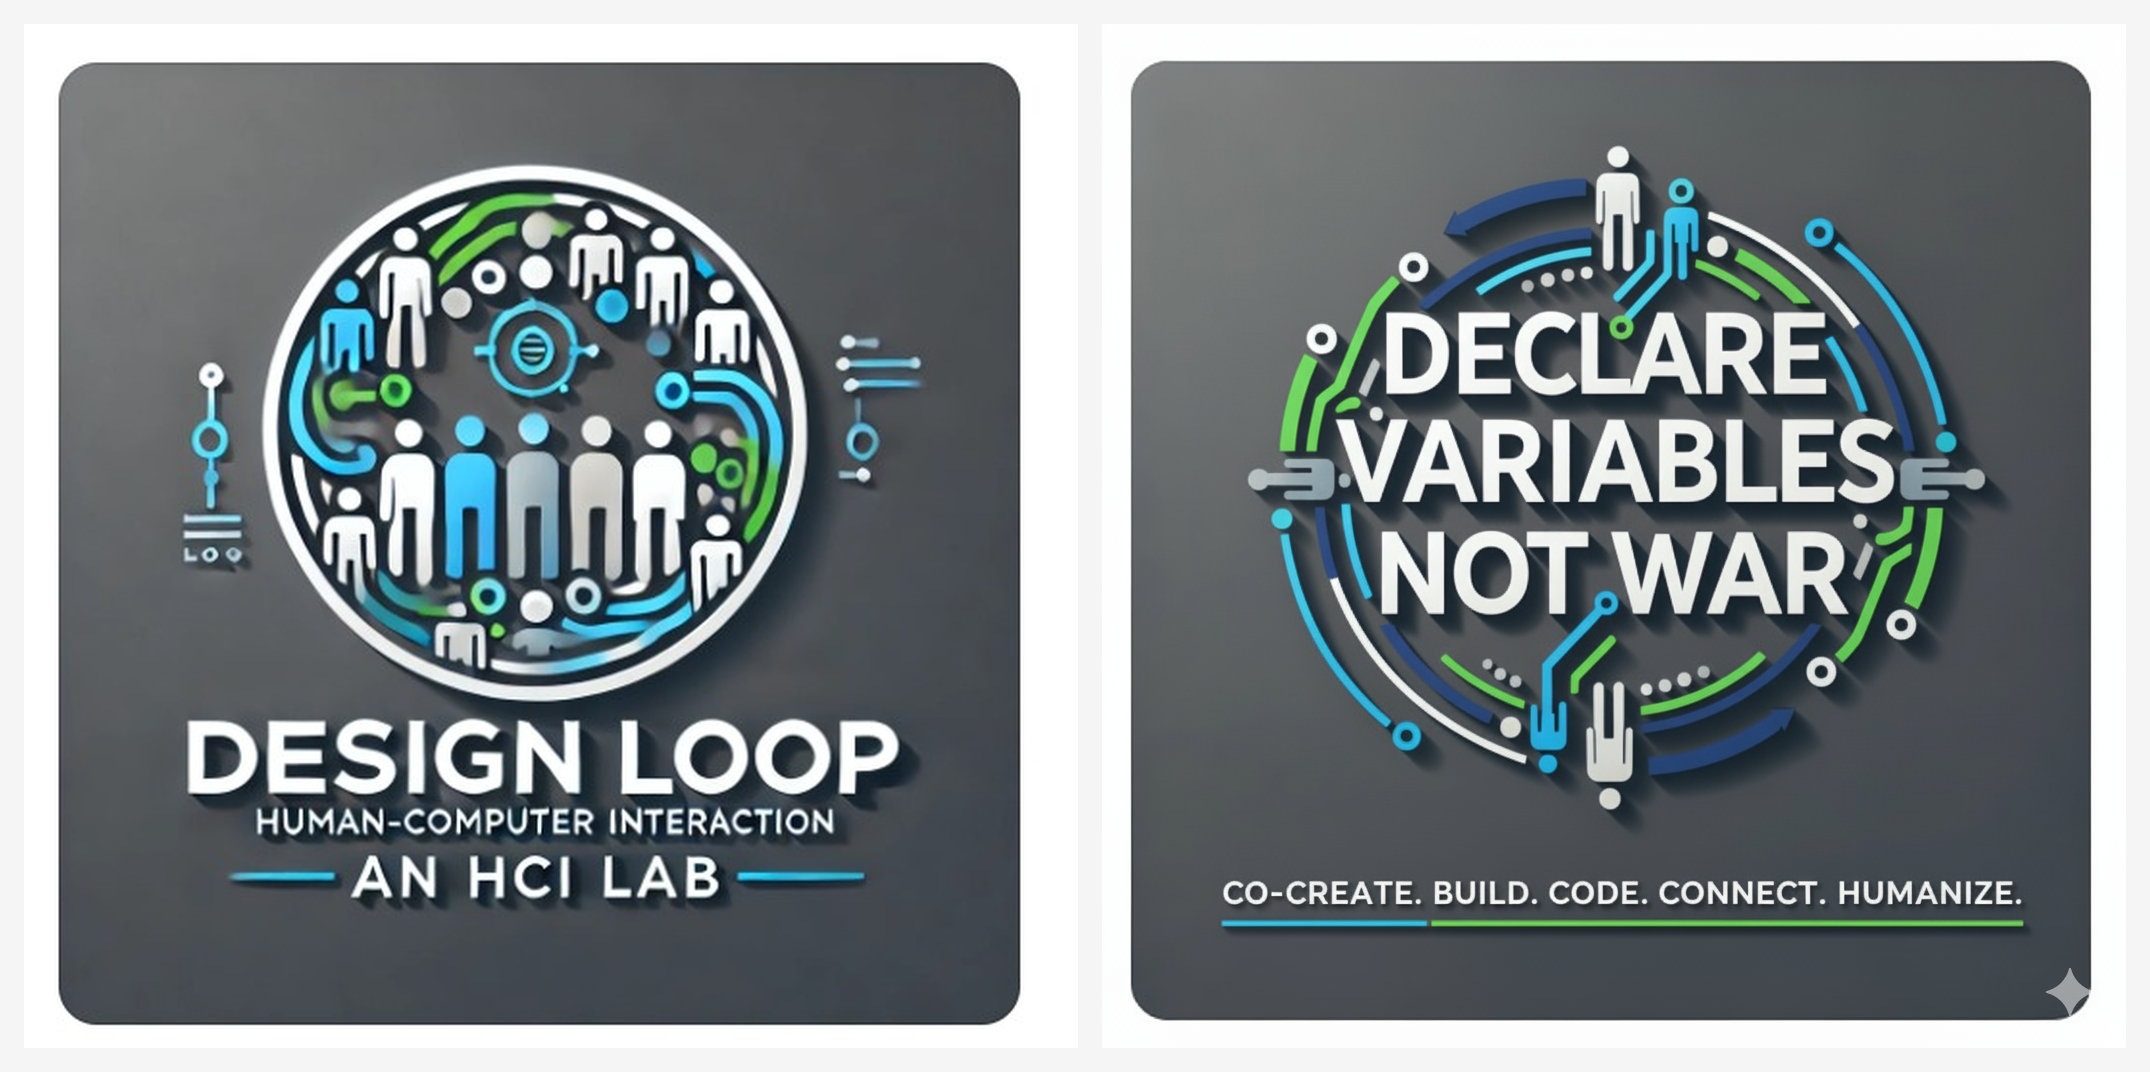 LOO
DESIGN LOOP
HUMAN-COMPUTER INTERACTION
AN HCI LAB
DECLARE
VARIABLES
NOT WAR
CO-CREATE. BUILD. CODE. CONNECT. HUMANIZE.